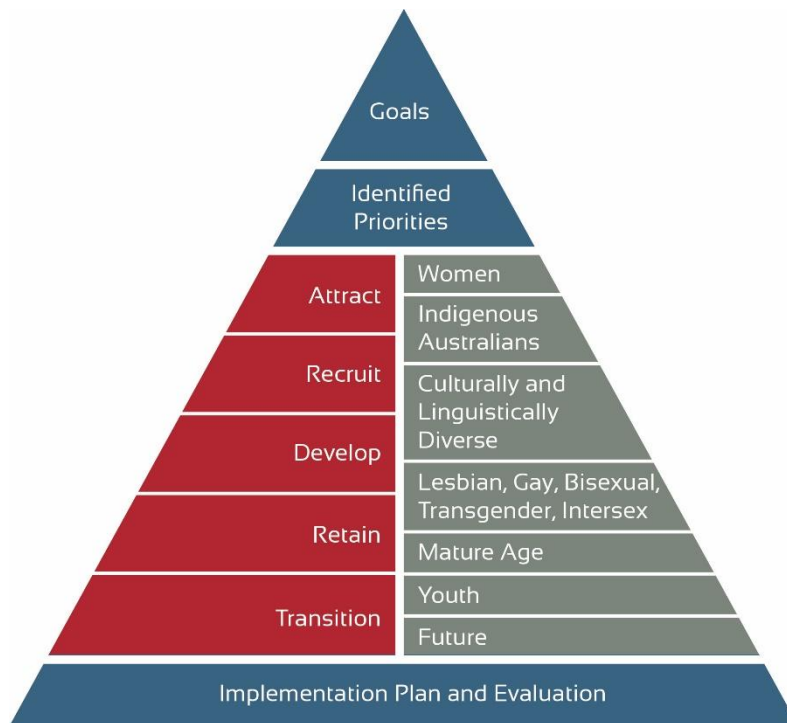 Goals
Identified
Priorities
Attract
Recruit
Develop
Retain
Transition
Women
Indigenous
Australians
Culturally and
Linguistically
Diverse
Lesbian, Gay, Bisexual,
Transgender, Intersex
Mature Age
Youth
Future
Implementation Plan and Evaluation